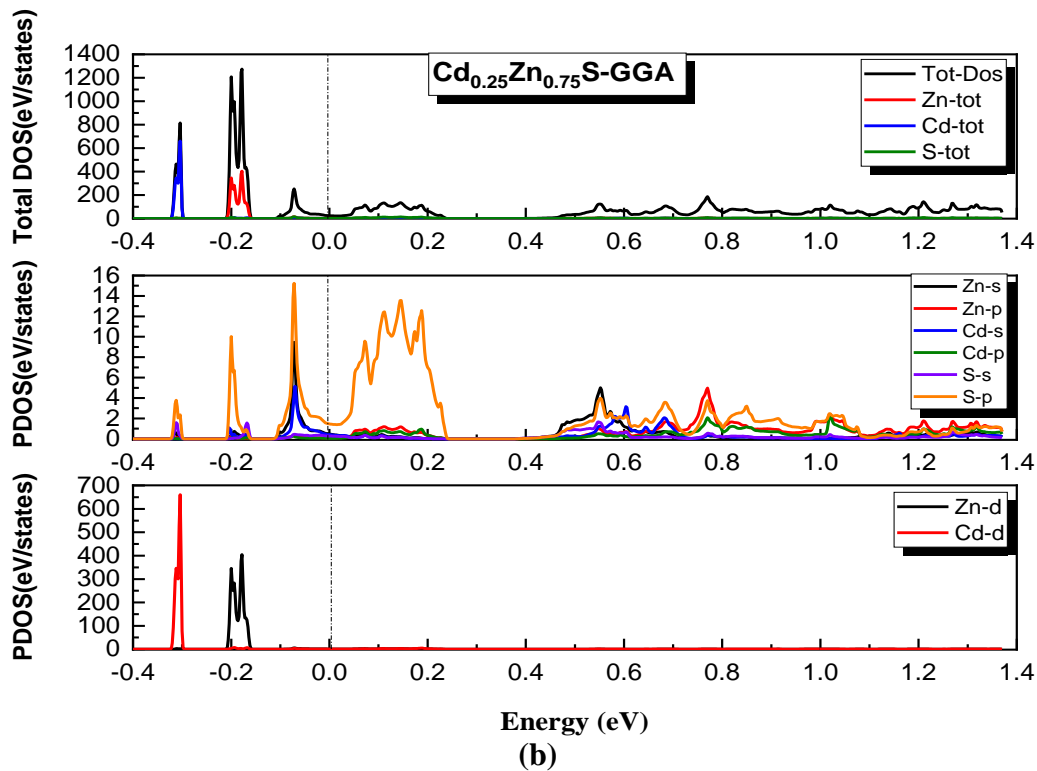 Cd0.25Zn0.75S-GGA
Total DOS(eV/states)
1400
1200
1000
800
600
400
200
0
Tot-Dos
Zn-tot
Cd-tot
S-tot
-0.4 -0.2 0.0 0.2 0.4 0.6 0.8 1.0 1.2 1.4
PDOS(eV/states)
16
14
12
10
8
6
4
2
0
Zn-s
Zn-p
Cd-s
Cd-p
S-s
S-p
-0.4 -0.2 0.0 0.2 0.4 0.6 0.8 1.0 1.2 1.4
PDOS(eV/states)
700
600
500
400
300
200
100
0
Zn-d
Cd-d
-0.4 -0.2 0.0 0.2 0.4 0.6 0.8 1.0 1.2 1.4
Energy (eV)
(b)